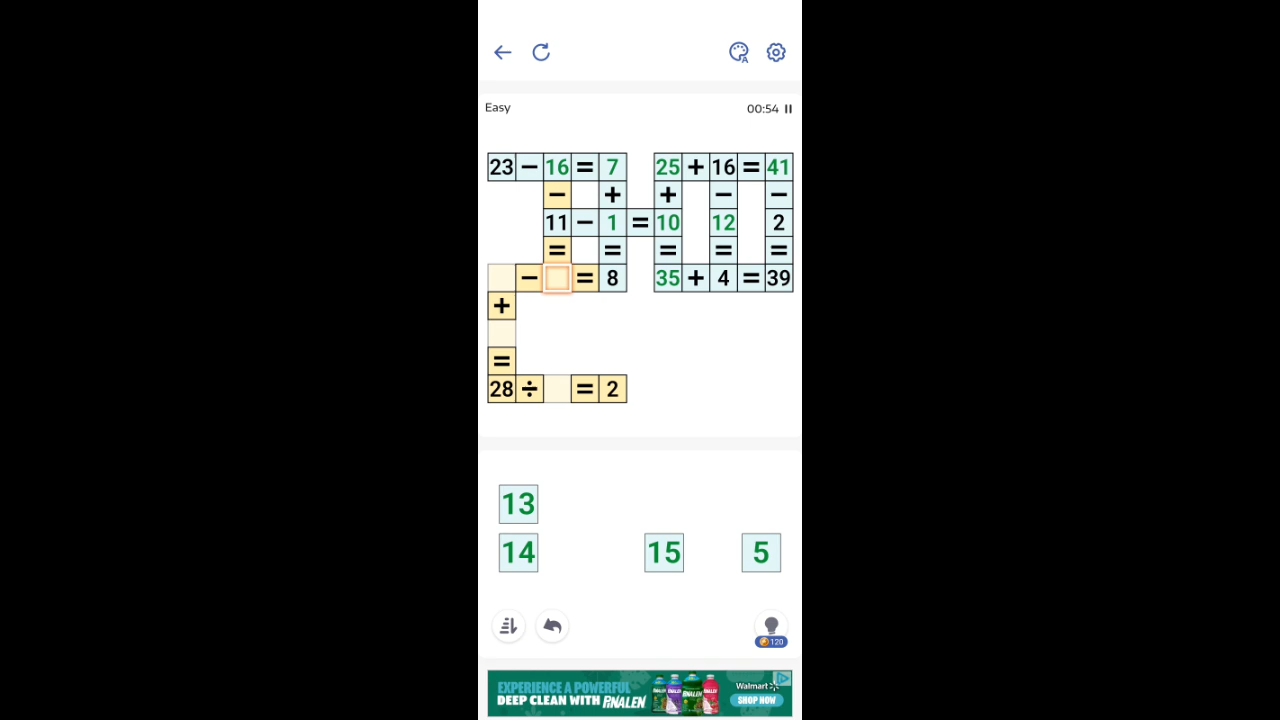 Easy
00:54
23 − 16 = 7 25 + 16 = 41
− + + − −
11 − 1 = 10 12 2
= = = = =
− = 8 35 + 4 = 39
+
=
28 ÷ = 2
13
14 15 5
120
EXPERIENCE A POWERFUL
DEEP CLEAN WITH PINALEN
Walmart
SHOP NOW